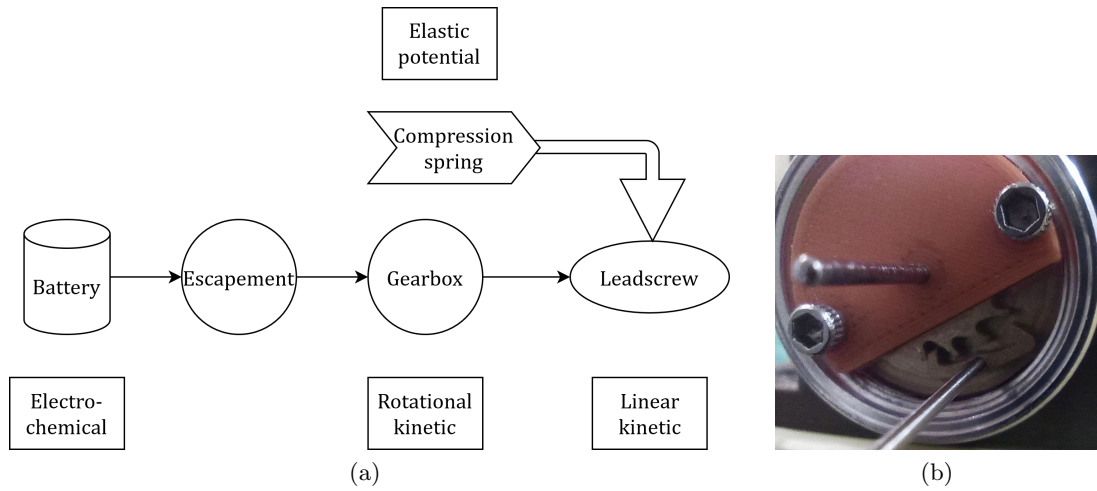 Elastic
potential
Compression
spring
Battery
Escapement
Gearbox
Leadscrew
Electro-
chemical
Rotational
kinetic
Linear
kinetic
(a)
(b)